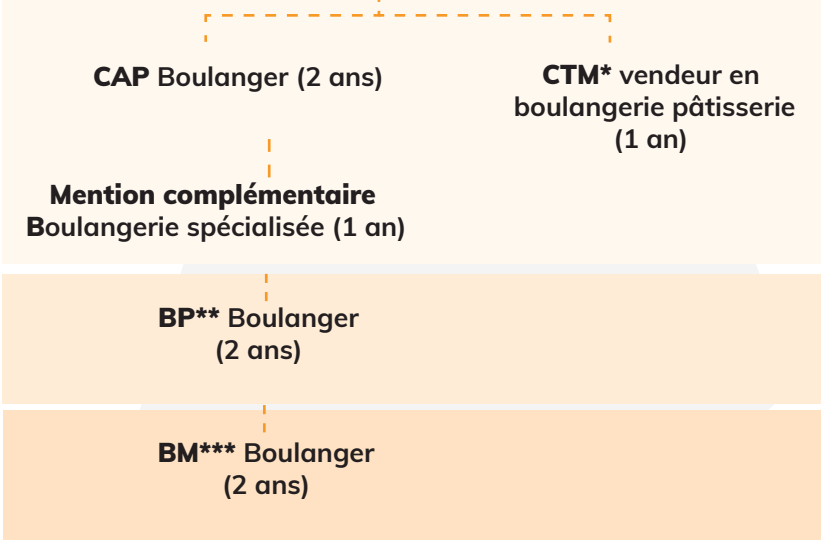 CAP Boulanger (2 ans)
CTM* vendeur en
boulangerie pâtisserie
(1 an)
Mention complémentaire
Boulangerie spécialisée (1 an)
BP** Boulanger
(2 ans)
BM*** Boulanger
(2 ans)